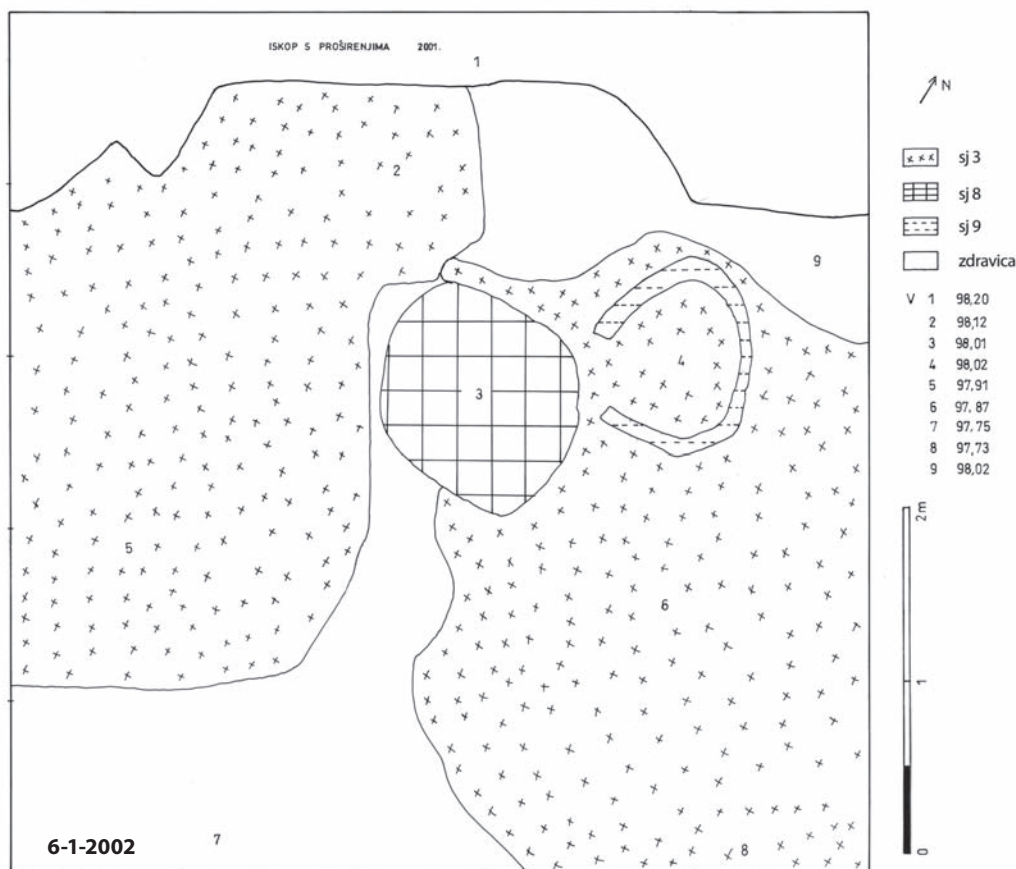 ISKOP S PROŠIRENJIMA 2001.
1
2
9
3
4
5
6
7
8
6-1-2002
N
sj 3
sj 8
sj 9
zdravica
V 1 98,20
2 98,12
3 98,01
4 98,02
5 97,91
6 97,87
7 97,75
8 97,73
9 98,02
2m
1
0